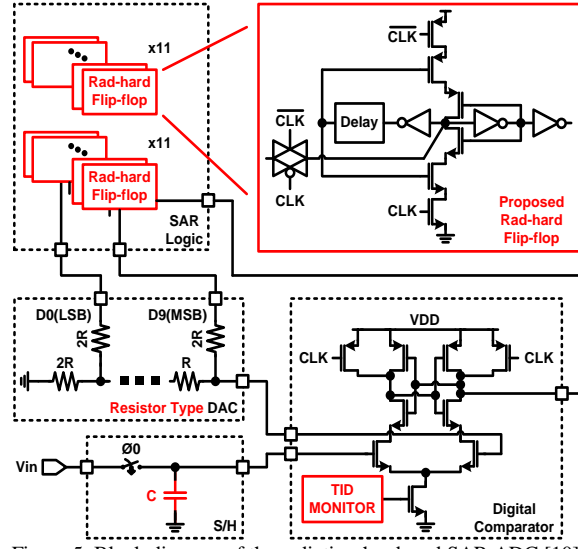 x11
Rad-hard
Flip-flop
x11
Rad-hard
Flip-flop
SAR
Logic
CLK
CLK
Delay
CLK
CLK
Proposed
Rad-hard
Flip-flop
D0(LSB)
D9(MSB)
2R
2R
2R
R
Resistor Type DAC
VDD
CLK
CLK
Vin
Ø0
C
S/H
TID
MONITOR
Digital
Comparator